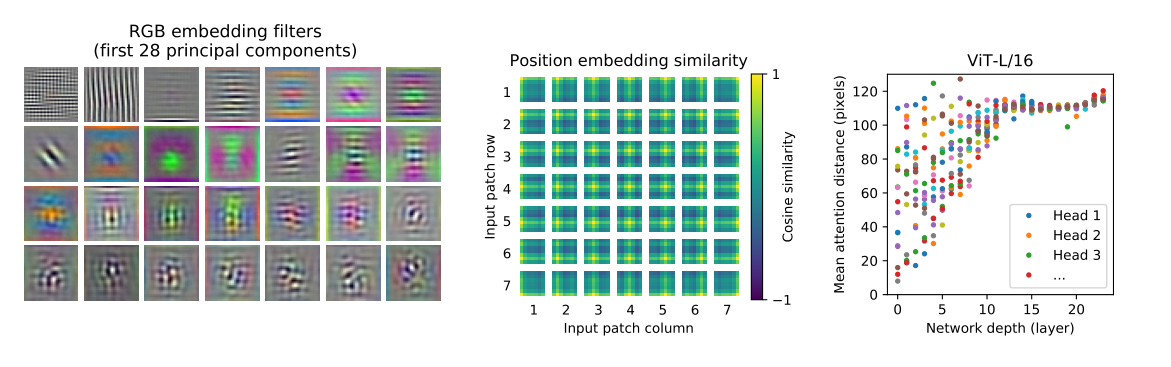 RGB embedding filters
(first 28 principal components)
Position embedding similarity
1
2
3
4
5
6
7
Input patch row
1 2 3 4 5 6 7
Input patch column
1
−1
Cosine similarity
ViT-L/16
120
100
80
60
40
20
0
Mean attention distance (pixels)
Head 1
Head 2
Head 3
...
0 5 10 15 20
Network depth (layer)